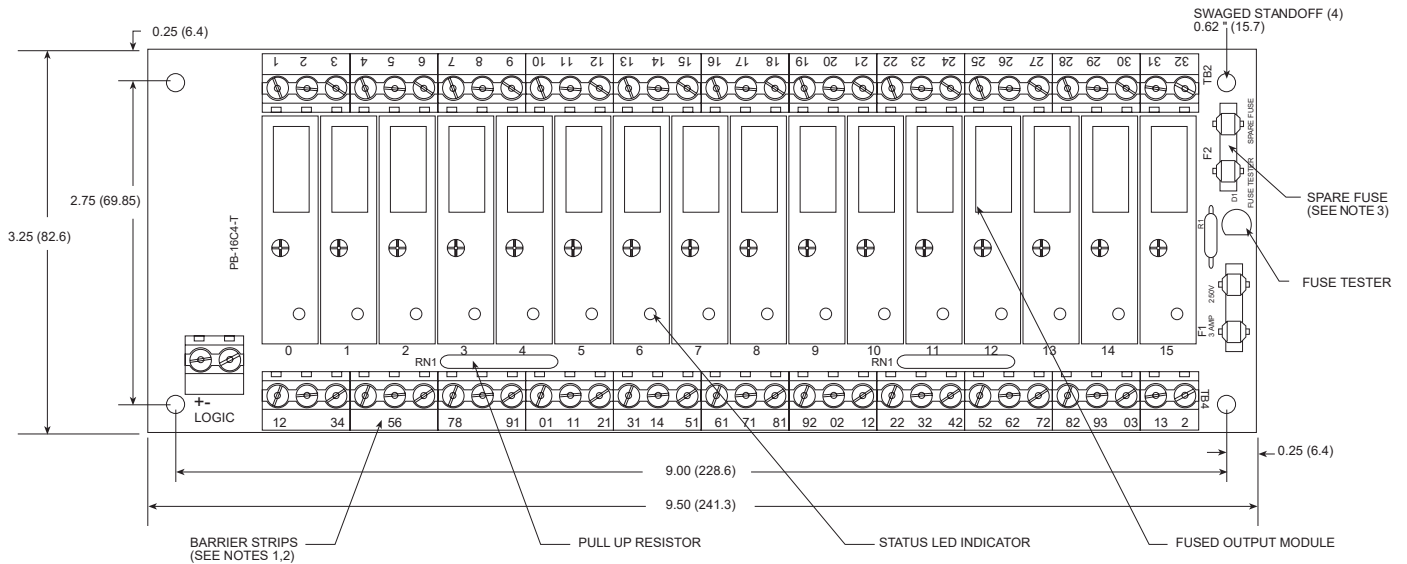 SWAGED STANDOFF (4)
0.62 " (15.7)
0.25 (6.4)
1 2 3 4 5 6 7 8 9 10 11 12 13 14 15 16 17 18 19 20 21 22 23 24 25 26 27 28 29 30 31 32
TB2
SPARE FUSE
F2
FUSE TESTER
D1
2.75 (69.85)
3.25 (82.6)
PB-16C4-T
SPARE FUSE
(SEE NOTE 3)
R1
FUSE TESTER
250V
3 AMP
F1
0 1 2 3 4 5 6 7 8 9 10 11 12 13 14 15
RN1 RN1
+-
LOGIC
TB4
12 34 56 78 91 01 11 21 31 14 51 61 71 81 92 02 12 22 32 42 52 62 72 82 93 03 13 2
0.25 (6.4)
9.00 (228.6)
9.50 (241.3)
BARRIER STRIPS
(SEE NOTES 1,2)
PULL UP RESISTOR
STATUS LED INDICATOR
FUSED OUTPUT MODULE